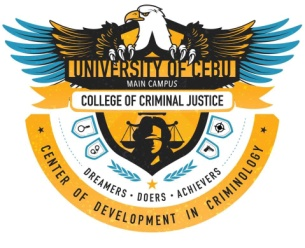 UNIVERSITY OF CEBU
MAIN CAMPUS
COLLEGE OF CRIMINAL JUSTICE
DREAMERS • DOERS • ACHIEVERS
CENTER OF DEVELOPMENT IN CRIMINOLOGY